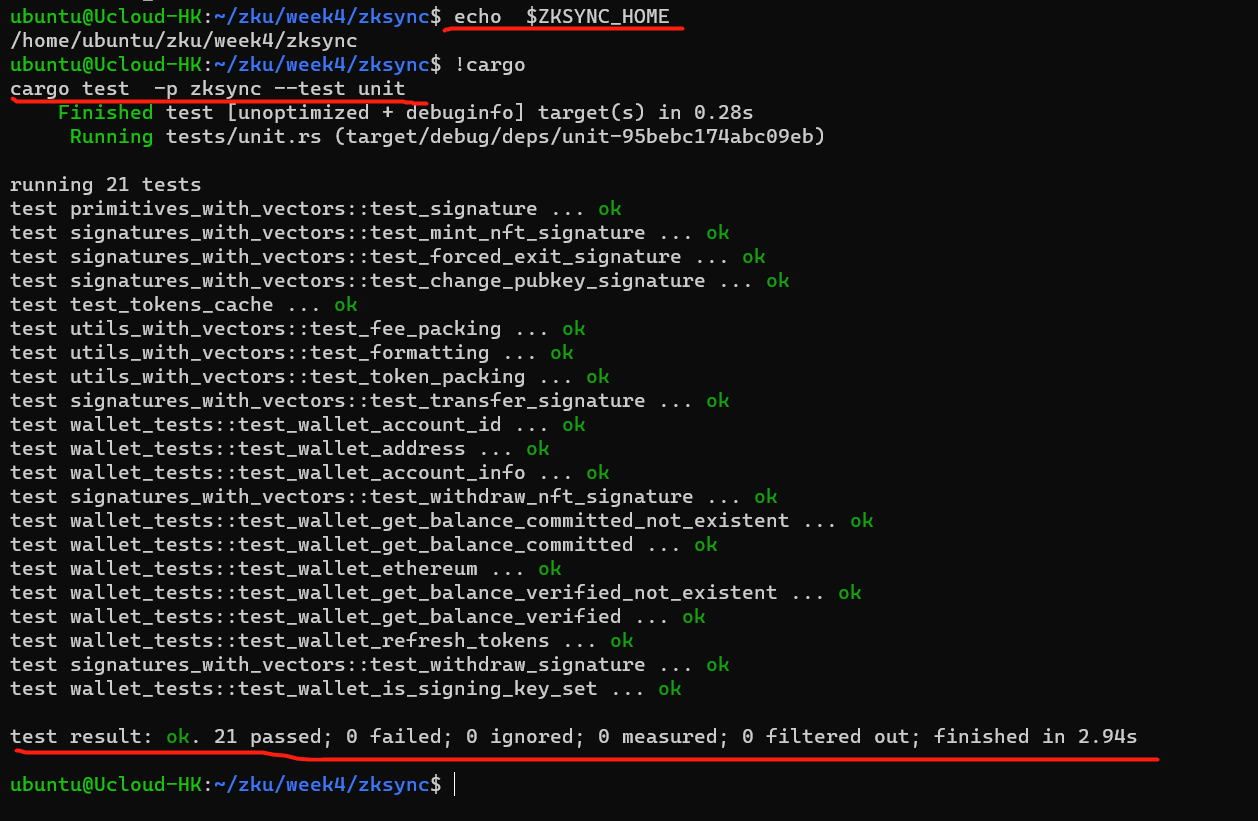 ubuntu@Ucloud-HK:~/zku/week4/zksync$ echo  $ZKSYNC_HOME
/home/ubuntu/zku/week4/zksync
ubuntu@Ucloud-HK:~/zku/week4/zksync$ !cargo
cargo test  -p zksync --test unit
    Finished test [unoptimized + debuginfo] target(s) in 0.28s
     Running tests/unit.rs (target/debug/deps/unit-95bebc174abc09eb)
running 21 tests
test primitives_with_vectors::test_signature ... ok
test signatures_with_vectors::test_mint_nft_signature ... ok
test signatures_with_vectors::test_forced_exit_signature ... ok
test signatures_with_vectors::test_change_pubkey_signature ... ok
test test_tokens_cache ... ok
test utils_with_vectors::test_fee_packing ... ok
test utils_with_vectors::test_formatting ... ok
test utils_with_vectors::test_token_packing ... ok
test signatures_with_vectors::test_transfer_signature ... ok
test wallet_tests::test_wallet_account_id ... ok
test wallet_tests::test_wallet_address ... ok
test wallet_tests::test_wallet_account_info ... ok
test signatures_with_vectors::test_withdraw_nft_signature ... ok
test wallet_tests::test_wallet_get_balance_committed_not_existent ... ok
test wallet_tests::test_wallet_get_balance_committed ... ok
test wallet_tests::test_wallet_ethereum ... ok
test wallet_tests::test_wallet_get_balance_verified_not_existent ... ok
test wallet_tests::test_wallet_get_balance_verified ... ok
test wallet_tests::test_wallet_refresh_tokens ... ok
test signatures_with_vectors::test_withdraw_signature ... ok
test wallet_tests::test_wallet_is_signing_key_set ... ok
test result: ok. 21 passed; 0 failed; 0 ignored; 0 measured; 0 filtered out; finished in 2.94s
ubuntu@Ucloud-HK:~/zku/week4/zksync$